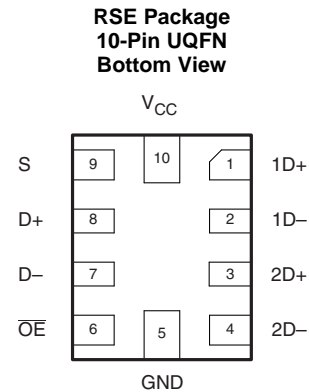 RSE Package
10-Pin UQFN
Bottom View
VCC
S 9 10 1 1D+
D+ 8 2 1D–
D– 7 3 2D+
OE 6 5 4 2D–
GND